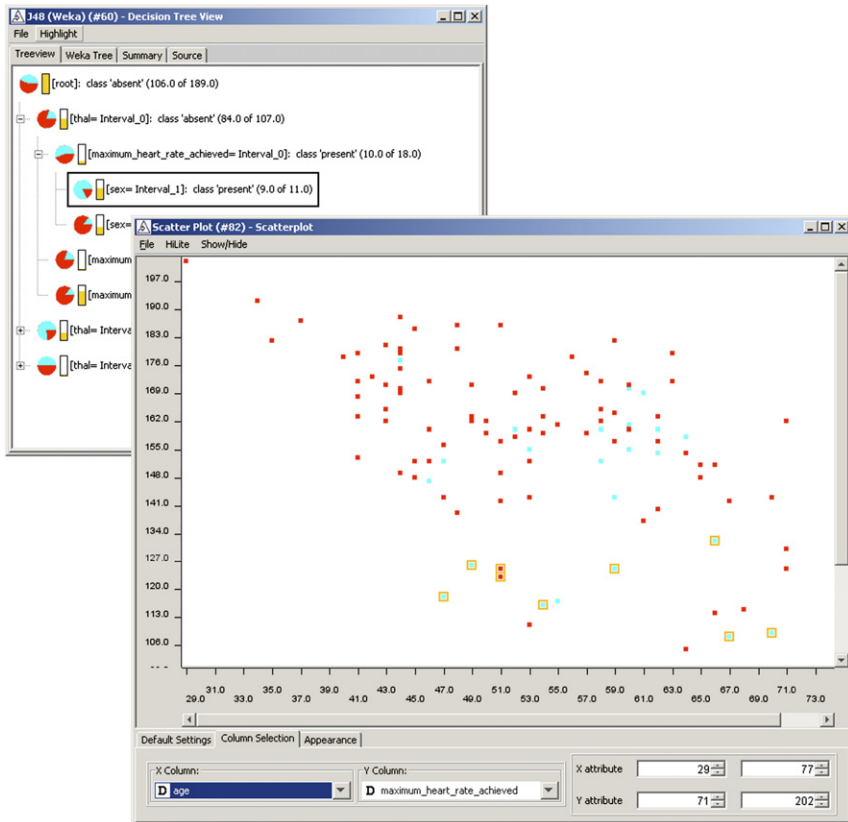 J48 (Weka) (#60) - Decision Tree View
File Highlight
Treeview Weka Tree Summary Source
[root]: class 'absent' (106.0 of 189.0)
[thal= Interval_0]: class 'absent' (84.0 of 107.0)
[maximum_heart_rate_achieved= Interval_0]: class 'present' (10.0 of 18.0)
[sex= Interval_1]: class 'present' (9.0 of 11.0)
[sex=
[maximum
[maximum
[thal= Interva
[thal= Interva
Scatter Plot (#82) - Scatterplot
File HiLite Show/Hide
197.0
190.0
183.0
176.0
169.0
162.0
155.0
148.0
141.0
134.0
127.0
120.0
113.0
106.0
31.0 35.0 39.0 43.0 47.0 51.0 55.0 59.0 63.0 67.0 71.0
29.0 33.0 37.0 41.0 45.0 49.0 53.0 57.0 61.0 65.0 69.0 73.0
Default Settings Column Selection Appearance
X Column: Y Column:
D age D maximum_heart_rate_achieved
X attribute 29 77
Y attribute 71 202